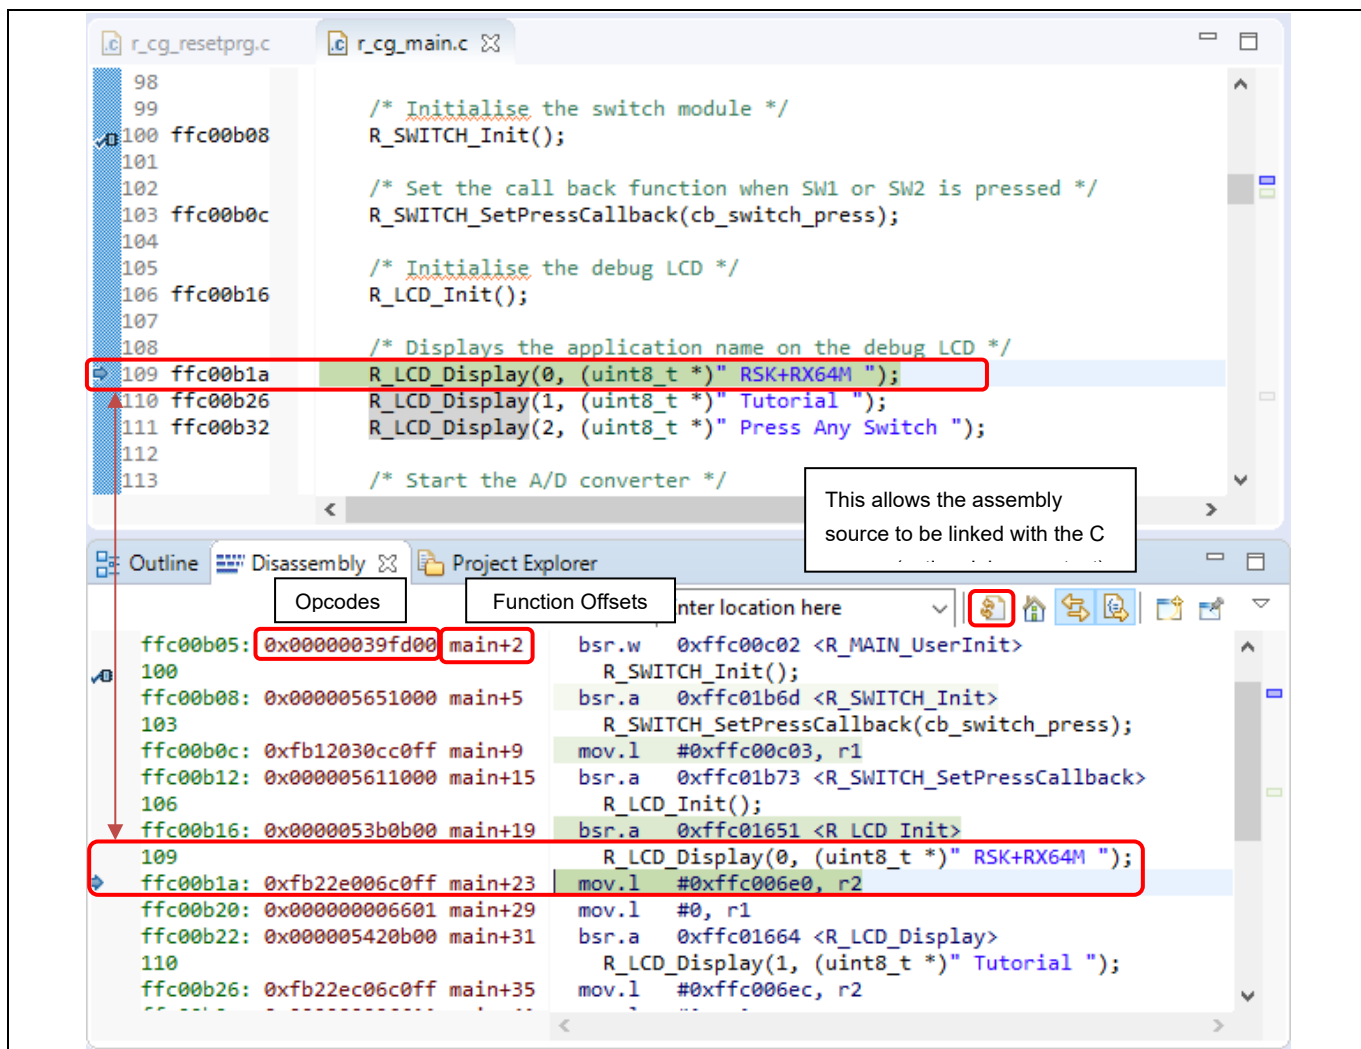 r_cg_resetprg.c r_cg_main.c
98
99 /* Initialise the switch module */
100 ffc00b08 R_SWITCH_Init();
101
102 /* Set the call back function when SW1 or SW2 is pressed */
103 ffc00b0c R_SWITCH_SetPressCallback(cb_switch_press);
104
105 /* Initialise the debug LCD */
106 ffc00b16 R_LCD_Init();
107
108 /* Displays the application name on the debug LCD */
109 ffc00b1a R_LCD_Display(0, (uint8_t *)" RSK+RX64M ");
110 ffc00b26 R_LCD_Display(1, (uint8_t *)" Tutorial ");
111 ffc00b32 R_LCD_Display(2, (uint8_t *)" Press Any Switch ");
112
113 /* Start the A/D converter */
This allows the assembly
source to be linked with the C
Outline Disassembly Project Explorer
Opcodes
Function Offsets
nter location here
ffc00b05: 0x00000039fd00 main+2 bsr.w 0xffc00c02 <R_MAIN_UserInit>
100 R_SWITCH_Init();
ffc00b08: 0x000005651000 main+5 bsr.a 0xffc01b6d <R_SWITCH_Init>
103 R_SWITCH_SetPressCallback(cb_switch_press);
ffc00b0c: 0xfb12030cc0ff main+9 mov.l #0xffc00c03, r1
ffc00b12: 0x000005611000 main+15 bsr.a 0xffc01b73 <R_SWITCH_SetPressCallback>
106 R_LCD_Init();
ffc00b16: 0x0000053b0b00 main+19 bsr.a 0xffc01651 <R_LCD_Init>
109 R_LCD_Display(0, (uint8_t *)" RSK+RX64M ");
ffc00b1a: 0xfb22e006c0ff main+23 mov.l #0xffc006e0, r2
ffc00b20: 0x000000006601 main+29 mov.l #0, r1
ffc00b22: 0x000005420b00 main+31 bsr.a 0xffc01664 <R_LCD_Display>
110 R_LCD_Display(1, (uint8_t *)" Tutorial ");
ffc00b26: 0xfb22ec06c0ff main+35 mov.l #0xffc006ec, r2